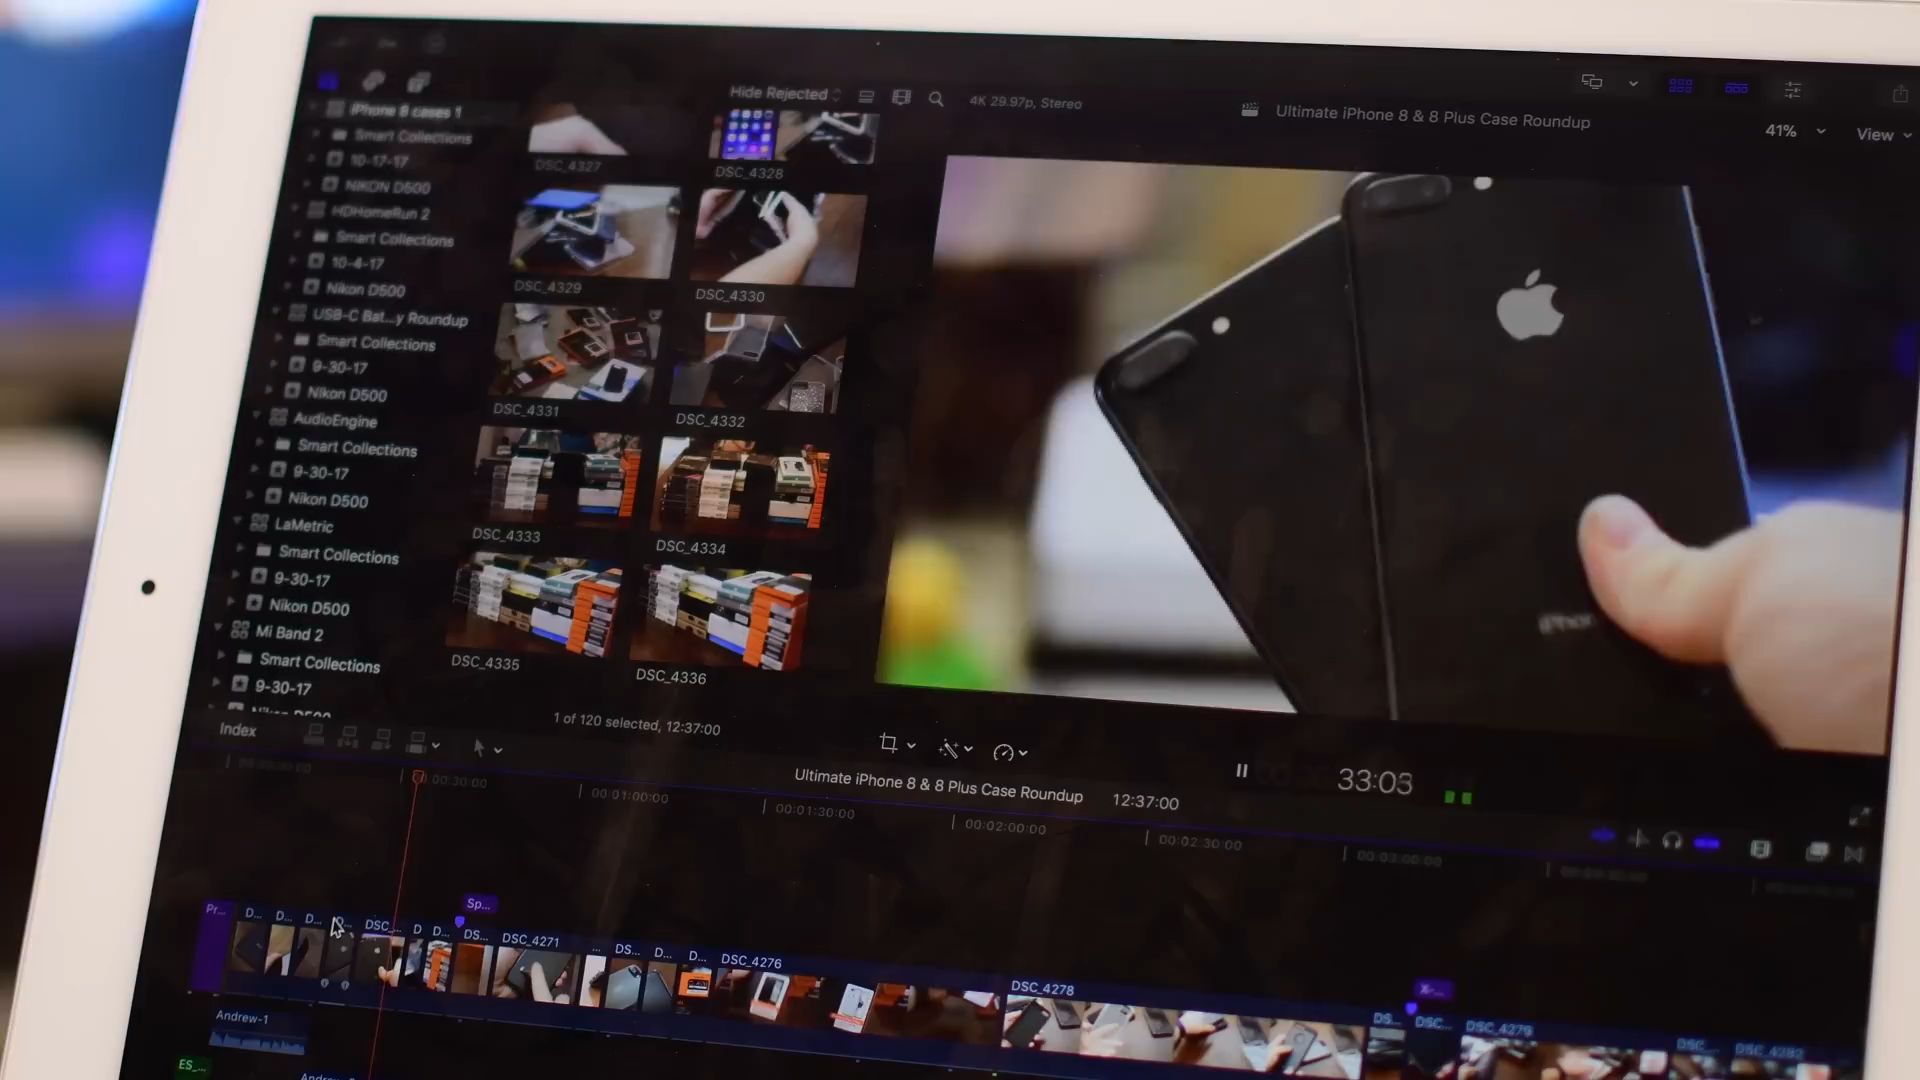 iPhone 8 cases 1
Smart Collections
10-17-17
NIKON D500
HDHomeRun 2
Smart Collections
10-4-17
Nikon D500
USB-C Bat...y Roundup
Smart Collections
9-30-17
Nikon D500
AudioEngine
Smart Collections
9-30-17
Nikon D500
LaMetric
Smart Collections
9-30-17
Nikon D500
Mi Band 2
Smart Collections
9-30-17
Nikon D500
Hide Rejected
4K 29.97p, Stereo
Ultimate iPhone 8 & 8 Plus Case Roundup
41%
View
DSC_4327
DSC_4328
DSC_4329
DSC_4330
DSC_4331
DSC_4332
DSC_4333
DSC_4334
DSC_4335
DSC_4336
1 of 120 selected, 12:37:00
Index
Ultimate iPhone 8 & 8 Plus Case Roundup
12:37:00
33:03
00:00:30:00
00:01:00:00
00:01:30:00
00:02:00:00
00:02:30:00
00:03:00:00
Sp...
Pr...
D...
D...
D...
DSC_...
D
D...
DS...
DSC_4271
...
DS...
D...
D...
DSC_4276
DSC_4278
DS...
DSC...
DSC_4279
DSC_...
DSC_4282
Andrew-1
ES_...